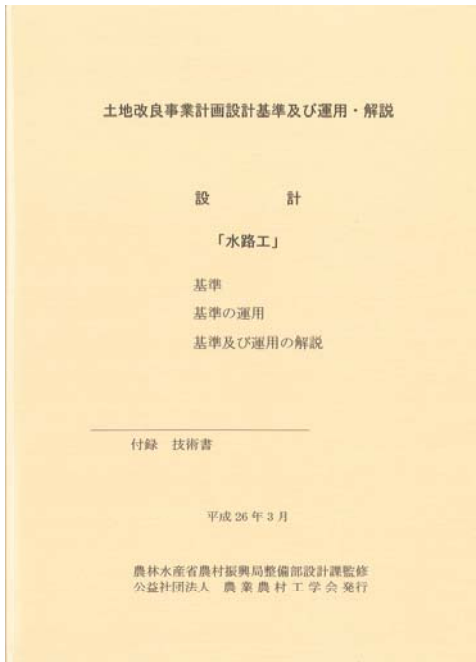 土地改良事業計画設計基準及び運用・解説
設 計
「水路工」
基準
基準の運用
基準及び運用の解説
付録 技術書
平成26年3月
農林水産省農村振興局整備部設計課監修
公益社団法人 農業農村工学会発行